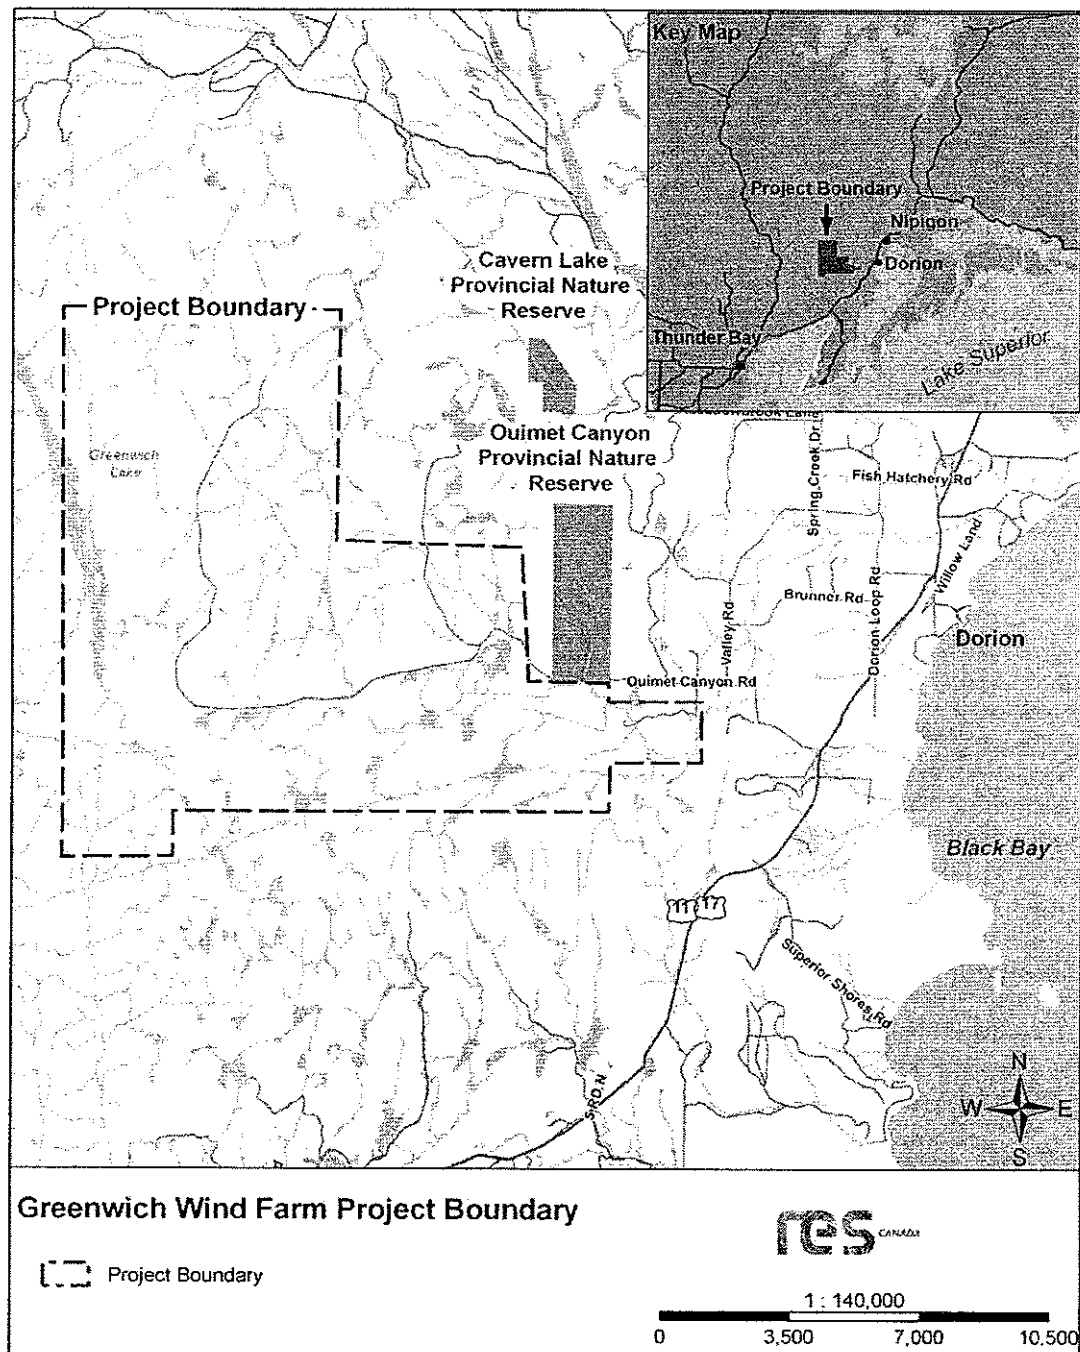 Key Map
Project Boundary
Nipigon
Dorion
Thunder Bay
Lake Superior
Cavern Lake
Provincial Nature
Reserve
Project Boundary
Ouimet Canyon
Provincial Nature
Reserve
Greenwich
Lake
Spring Crook Dr
Fish Hatchery Rd
Willow Land
Brunner Rd
Valley Rd
Dorion Loop Rd
Dorion
Ouimet Canyon Rd
Black Bay
11 17
Superior Shores Rd
S RD N
N
W E
S
Greenwich Wind Farm Project Boundary
res CANADA
Project Boundary
1 : 140,000
0 3,500 7,000 10,500